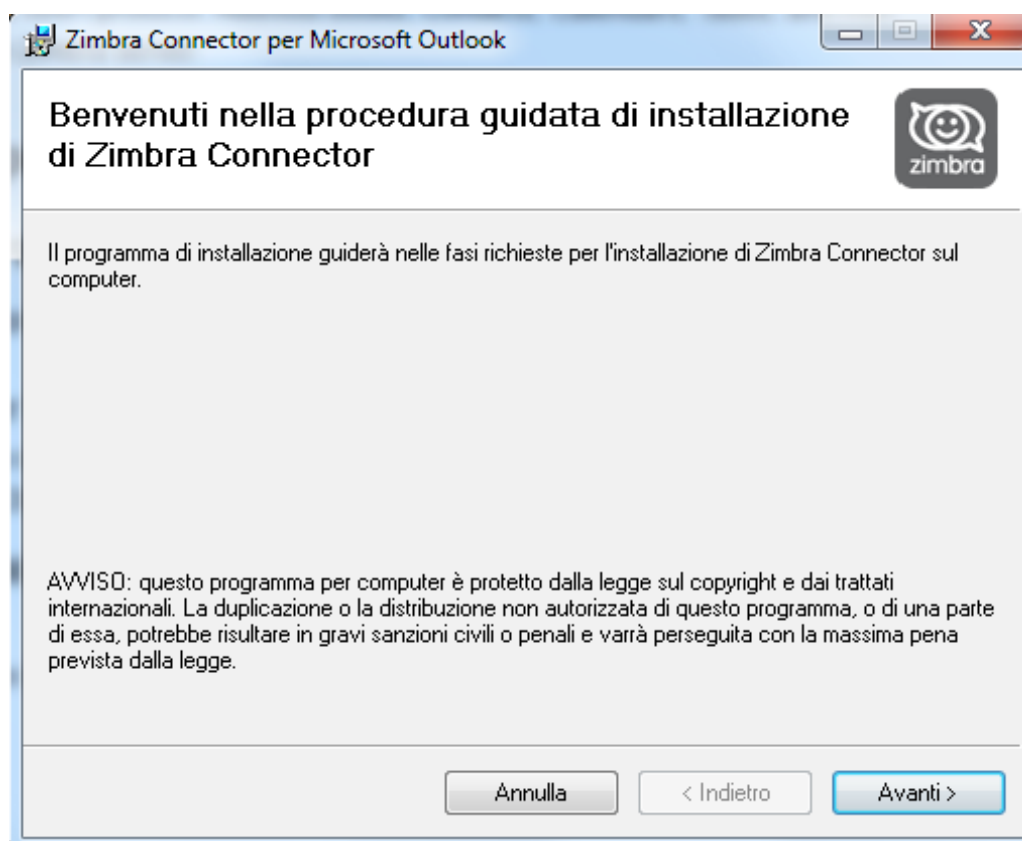 Zimbra Connector per Microsoft Outlook
Benvenuti nella procedura guidata di installazione
di Zimbra Connector
zimbra
Il programma di installazione guiderà nelle fasi richieste per l'installazione di Zimbra Connector sul
computer.
AVVISO: questo programma per computer è protetto dalla legge sul copyright e dai trattati
internazionali. La duplicazione o la distribuzione non autorizzata di questo programma, o di una parte
di essa, potrebbe risultare in gravi sanzioni civili o penali e varrà perseguita con la massima pena
prevista dalla legge.
Annulla
< Indietro
Avanti >